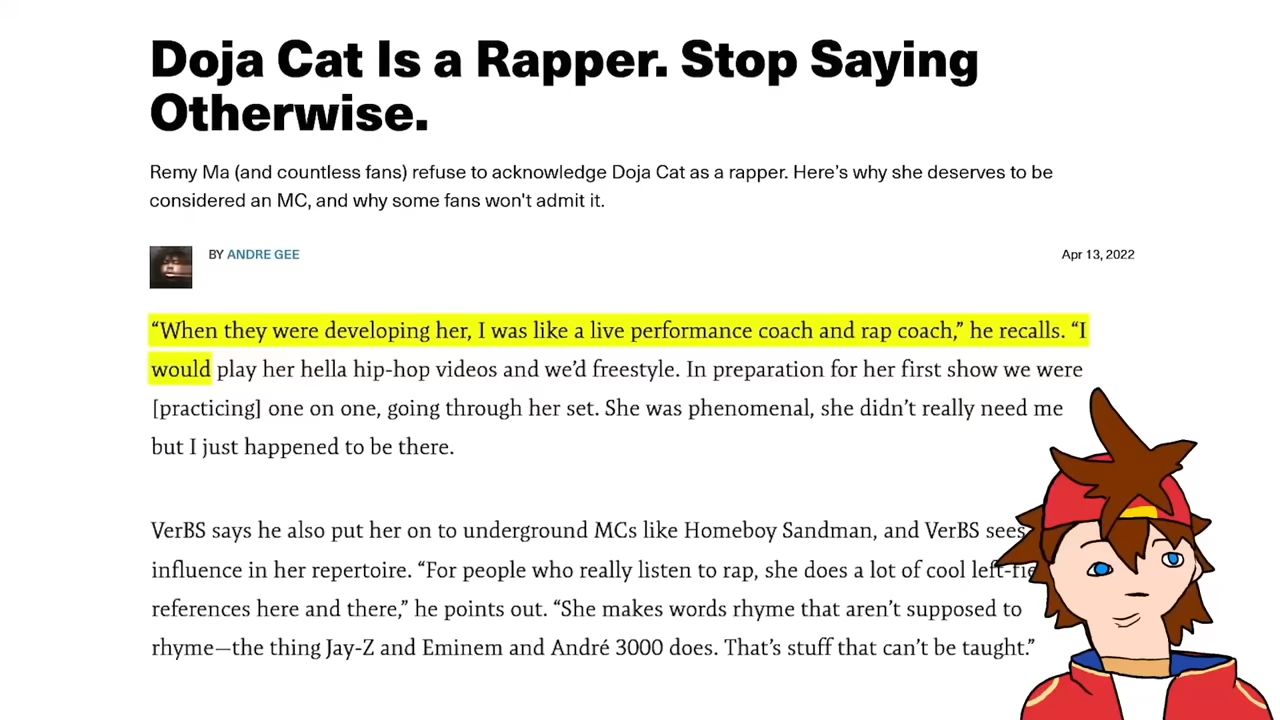 Doja Cat Is a Rapper. Stop Saying
Otherwise.
Remy Ma (and countless fans) refuse to acknowledge Doja Cat as a rapper. Here’s why she deserves to be
considered an MC, and why some fans won't admit it.
BY ANDRE GEE
Apr 13, 2022
“When they were developing her, I was like a live performance coach and rap coach,” he recalls. “I
would play her hella hip-hop videos and we’d freestyle. In preparation for her first show we were
[practicing] one on one, going through her set. She was phenomenal, she didn’t really need me
but I just happened to be there.
VerBS says he also put her on to underground MCs like Homeboy Sandman, and VerBS sees
influence in her repertoire. “For people who really listen to rap, she does a lot of cool
references here and there,” he points out. “She makes words rhyme that aren’t supposed to
rhyme—the thing Jay-Z and Eminem and André 3000 does. That’s stuff that can’t be taught.”